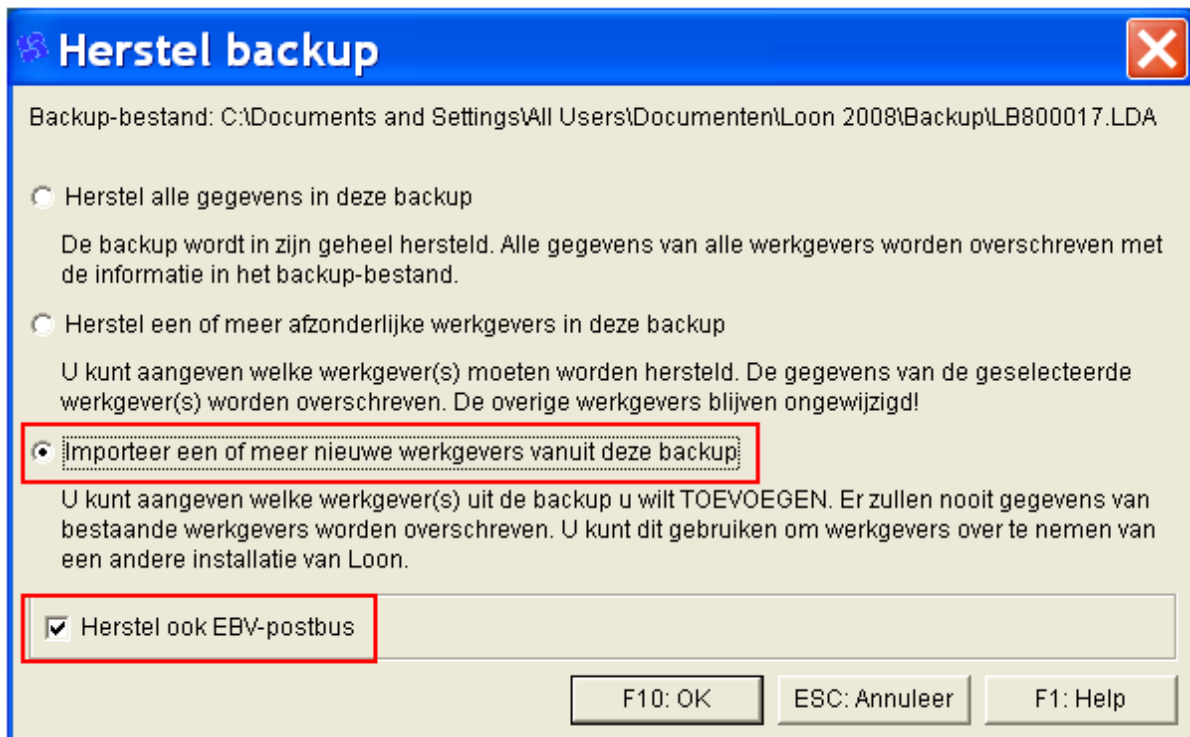 Herstel backup
Backup-bestand: C:\Documents and Settings\All Users\Documenten\Loon 2008\Backup\LB800017.LDA
Herstel alle gegevens in deze backup
De backup wordt in zijn geheel hersteld. Alle gegevens van alle werkgevers worden overschreven met
de informatie in het backup-bestand.
Herstel een of meer afzonderlijke werkgevers in deze backup
U kunt aangeven welke werkgever(s) moeten worden hersteld. De gegevens van de geselecteerde
werkgever(s) worden overschreven. De overige werkgevers blijven ongewijzigd!
Importeer een of meer nieuwe werkgevers vanuit deze backup
U kunt aangeven welke werkgever(s) uit de backup u wilt TOEVOEGEN. Er zullen nooit gegevens van
bestaande werkgevers worden overschreven. U kunt dit gebruiken om werkgevers over te nemen van
een andere installatie van Loon.
Herstel ook EBV-postbus
F10: OK
ESC: Annuleer
F1: Help